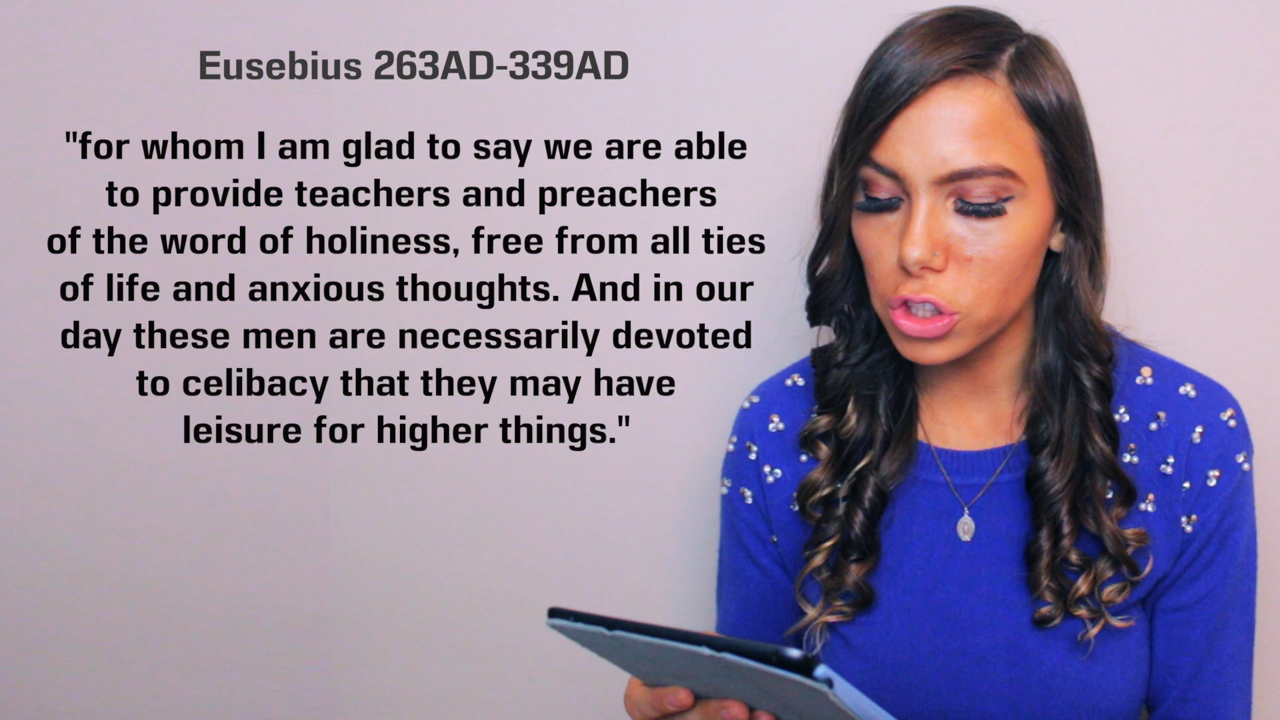 Eusebius 263AD-339AD
"for whom I am glad to say we are able
to provide teachers and preachers
of the word of holiness, free from all ties
of life and anxious thoughts. And in our
day these men are necessarily devoted
to celibacy that they may have
leisure for higher things."